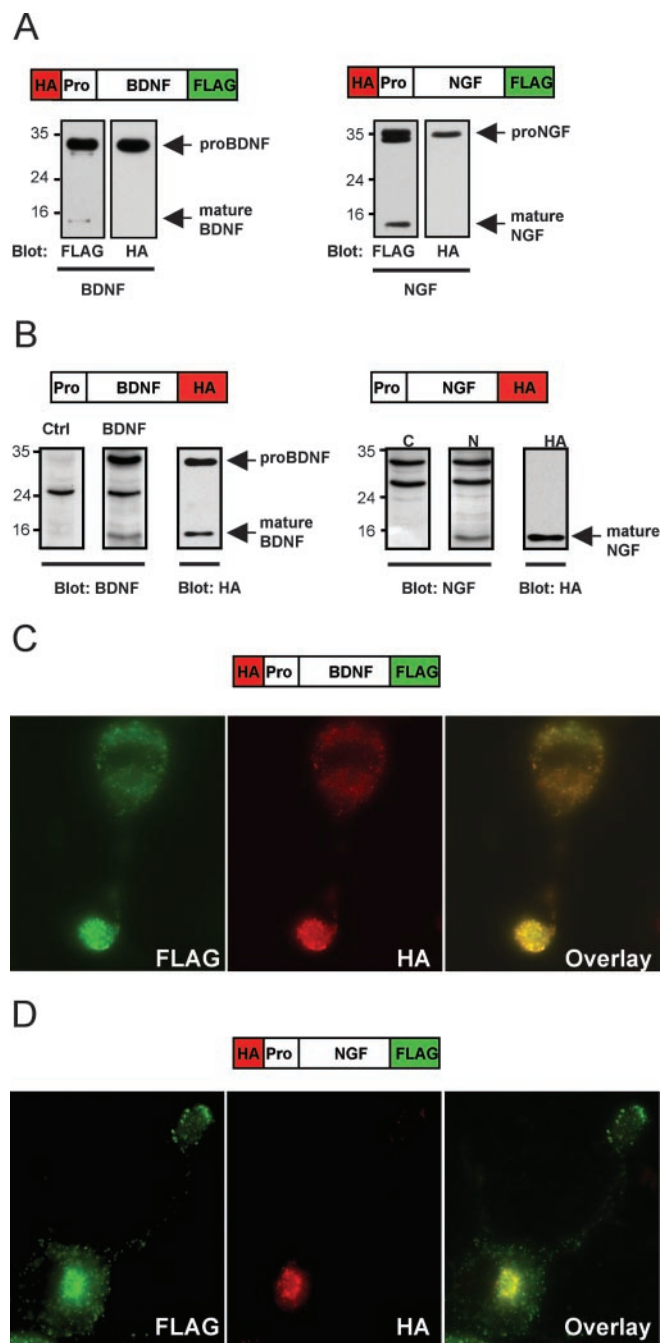 A
HA Pro BDNF FLAG
HA Pro NGF FLAG
35
24
16
proBDNF
mature
BDNF
Blot: FLAG HA
BDNF
35
24
16
proNGF
mature
NGF
Blot: FLAG HA
NGF
B
Pro BDNF HA
Pro NGF HA
Ctrl BDNF
35
24
16
proBDNF
mature
BDNF
Blot: BDNF Blot: HA
C N HA
35
24
16
mature
NGF
Blot: NGF Blot: HA
C
HA Pro BDNF FLAG
FLAG HA Overlay
D
HA Pro NGF FLAG
FLAG HA Overlay